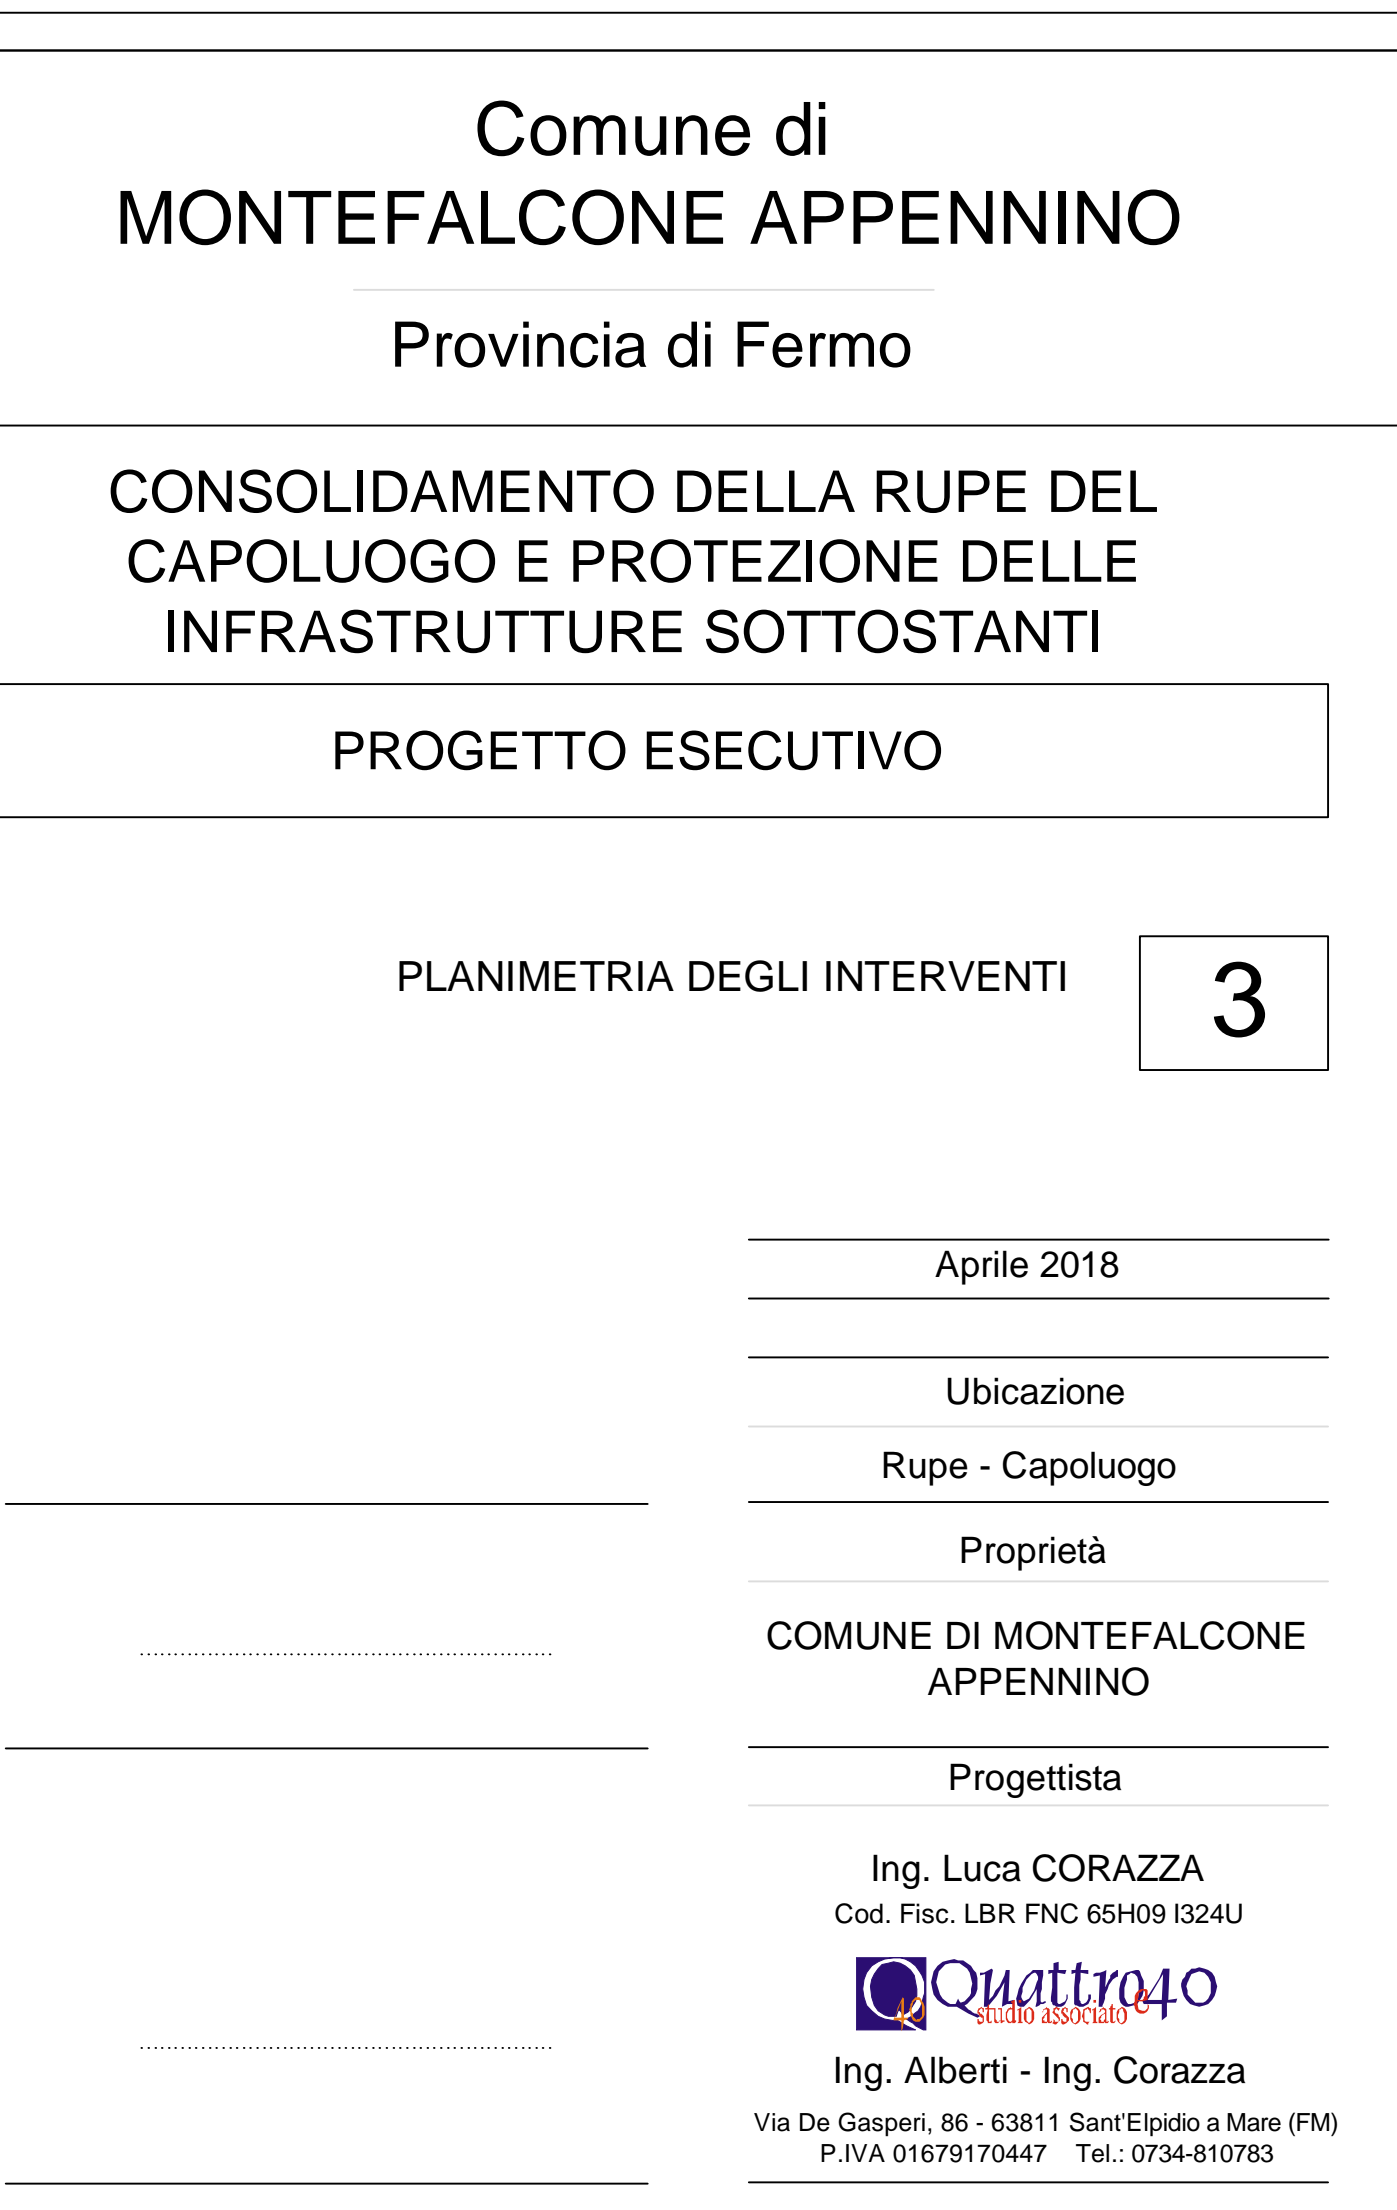 Comune di
MONTEFALCONE APPENNINO
Provincia di Fermo
CONSOLIDAMENTO DELLA RUPE DEL
CAPOLUOGO E PROTEZIONE DELLE
INFRASTRUTTURE SOTTOSTANTI
PROGETTO ESECUTIVO
PLANIMETRIA DEGLI INTERVENTI
3
Aprile 2018
Ubicazione
Rupe - Capoluogo
Proprietà
COMUNE DI MONTEFALCONE
APPENNINO
Progettista
Ing. Luca CORAZZA
Cod. Fisc. LBR FNC 65H09 I324U
Q40 Quattro e 40
studio associato
Ing. Alberti - Ing. Corazza
Via De Gasperi, 86 - 63811 Sant'Elpidio a Mare (FM)
P.IVA 01679170447 Tel.: 0734-810783